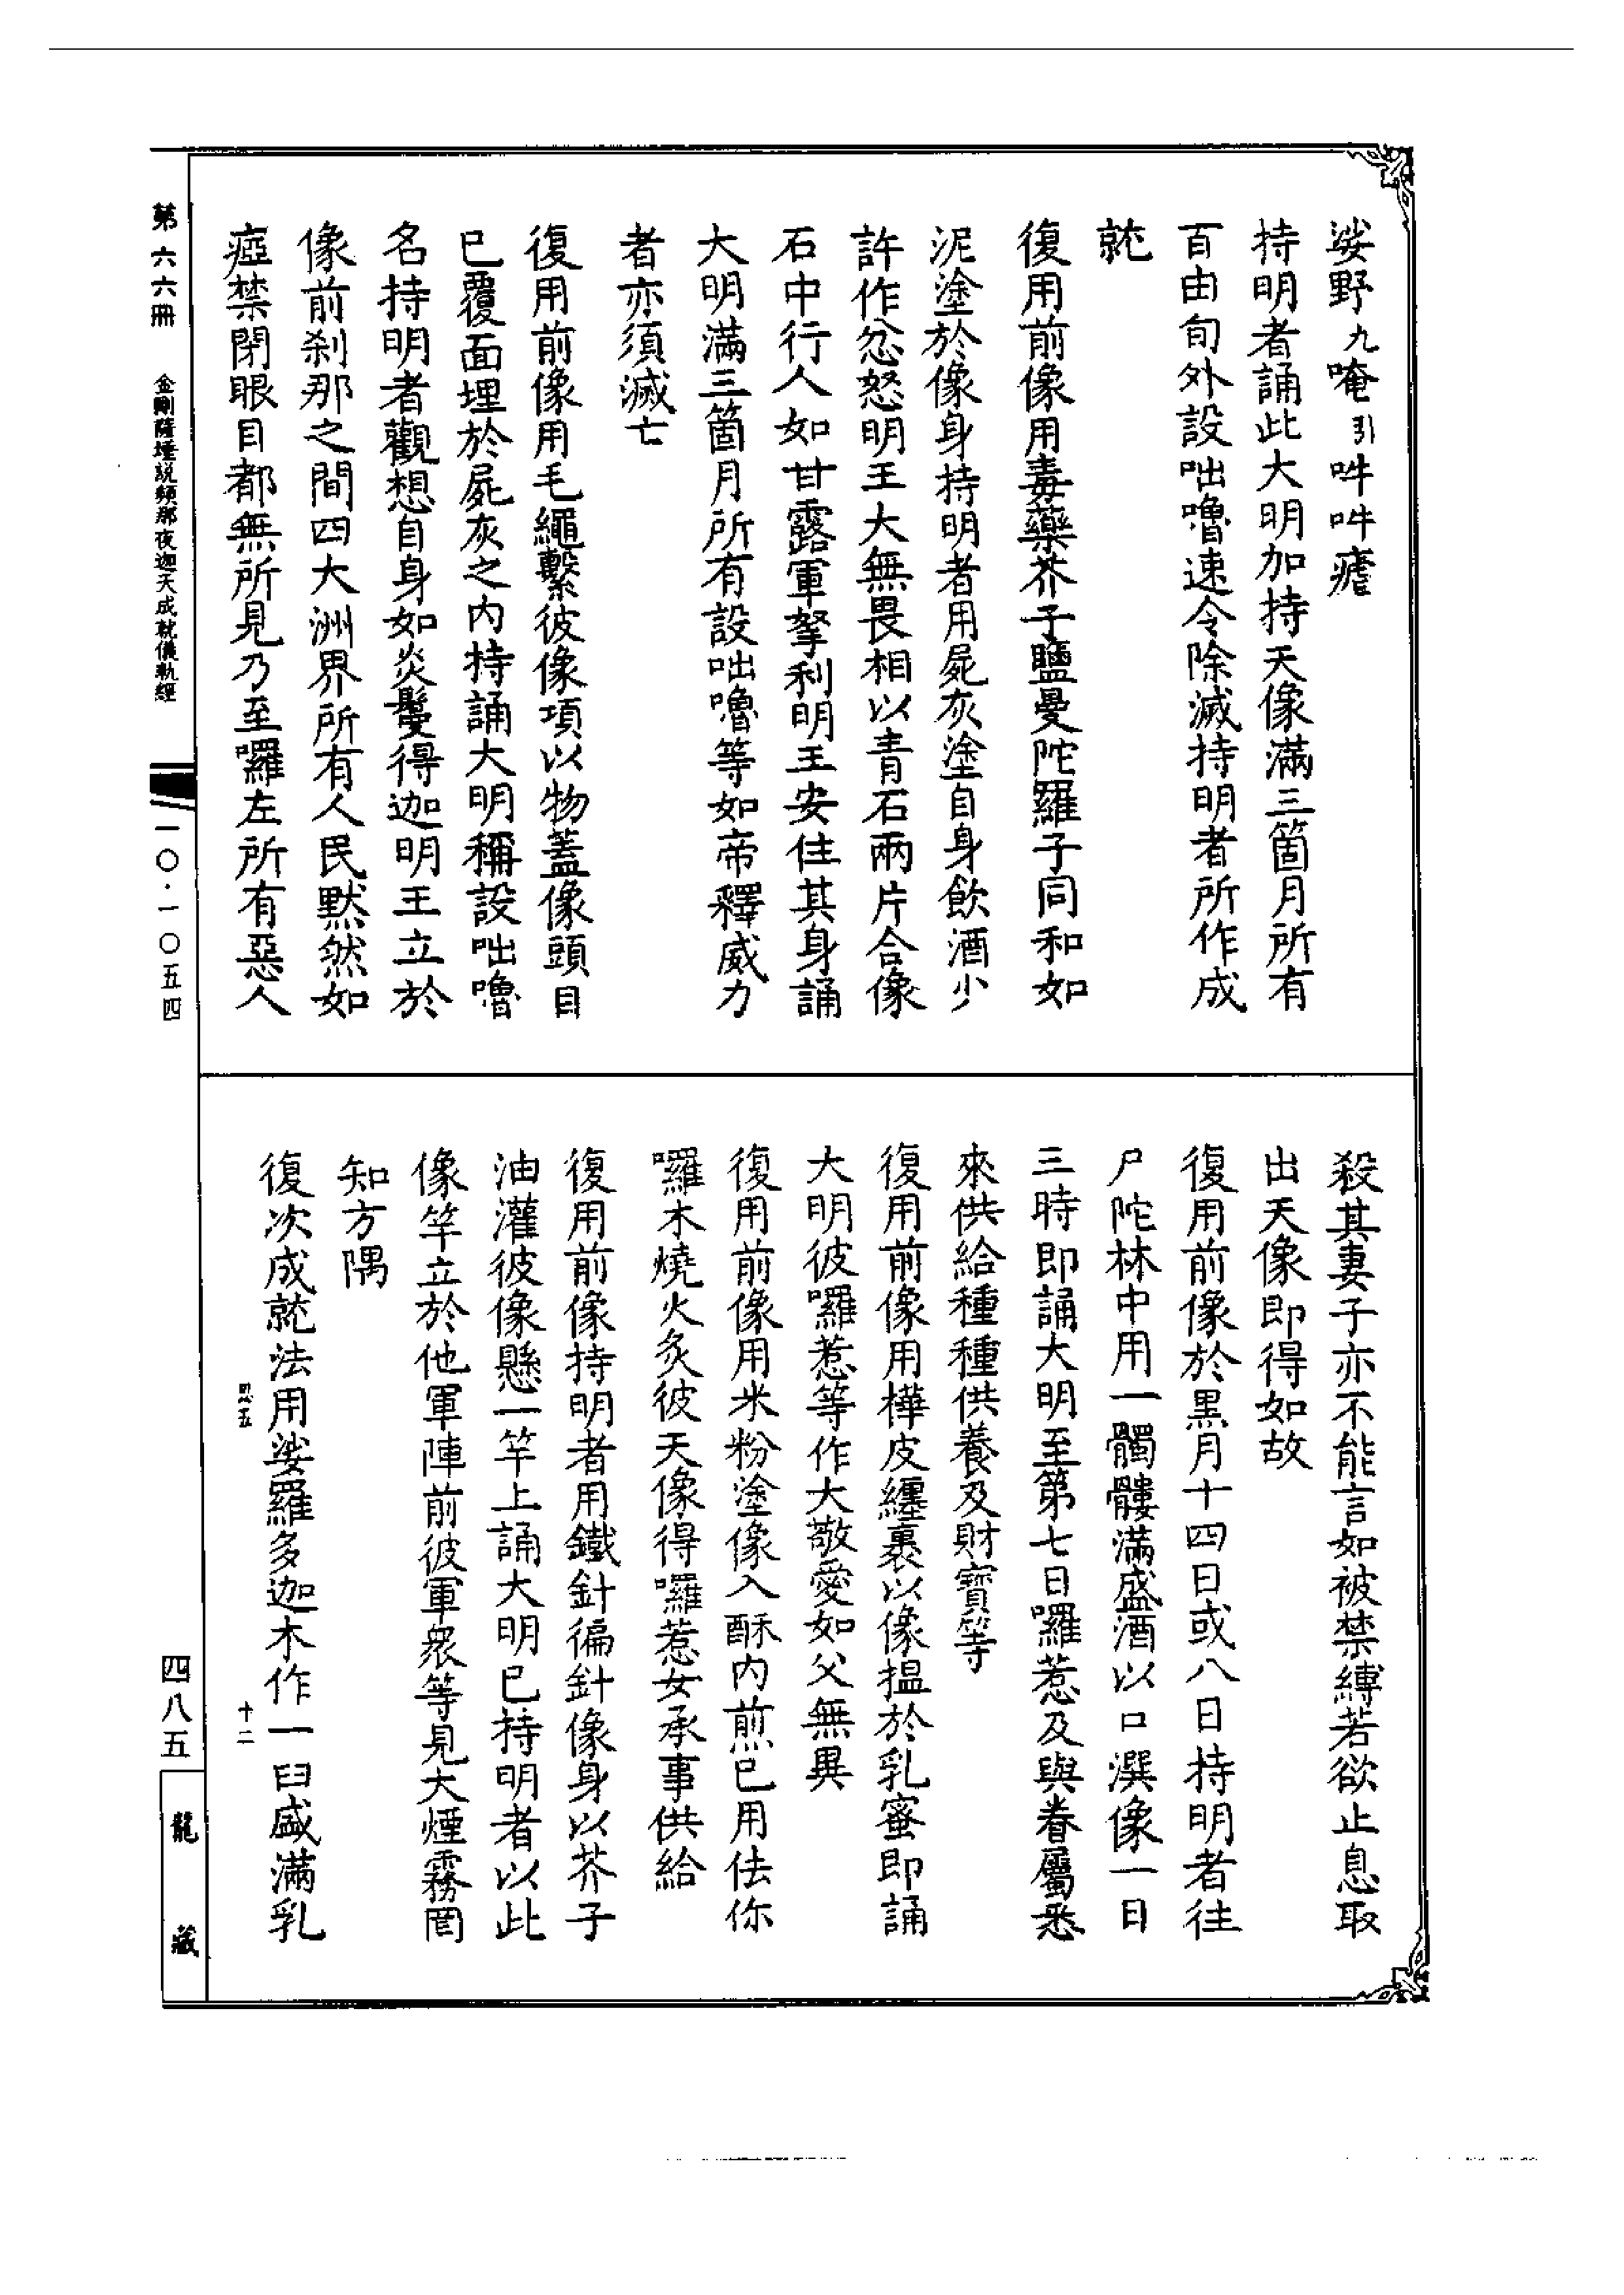 娑野九唵引吽吽癊
持明者誦此大明加持天像滿三箇月所有
百由旬外設咄嚕速令除滅持明者所作成
就
復用前像用毒藥芥子鹽曼陀羅子同和如
泥塗於像身持明者用屍灰塗自身飲酒少
許作忿怒明王大無畏相以青石兩片合像
石中行人如甘露軍拏利明王安住其身誦
大明滿三箇月所有設咄嚕等如帝釋威力
者亦須滅亡
復用前像用毛繩繫彼像項以物蓋像頭目
已覆面埋於屍灰之內持誦大明稱設咄嚕
名持明者觀想自身如炎鬘得迦明王立於
像前剎那之間四大洲界所有人民默然如
瘂禁閉眼目都無所見乃至囉左所有惡人
殺其妻子亦不能言如被禁縛若欲止息取
出天像即得如故
復用前像於黑月十四日或八日持明者往
尸陀林中用一髑髏滿盛酒以口潠像一日
三時即誦大明至第七日囉惹及與眷屬悉
來供給種種供養及財寶等
復用前像用樺皮纏裹以像搵於乳蜜即誦
大明彼囉惹等作大敬愛如父無異
復用前像用米粉塗像入酥內煎已用佉你
囉木燒火炙彼天像得囉惹女承事供給
復用前像持明者用鐵針徧針像身以芥子
油灌彼像懸一竿上誦大明已持明者以此
像竿立於他軍陣前彼軍眾等見大煙霧罔
知方隅
復次成就法用娑羅多迦木作一臼盛滿乳
十二
第六六冊 金剛薩埵說頻那夜迦天成就儀軌經
一〇·一〇五四
四八五
龍藏